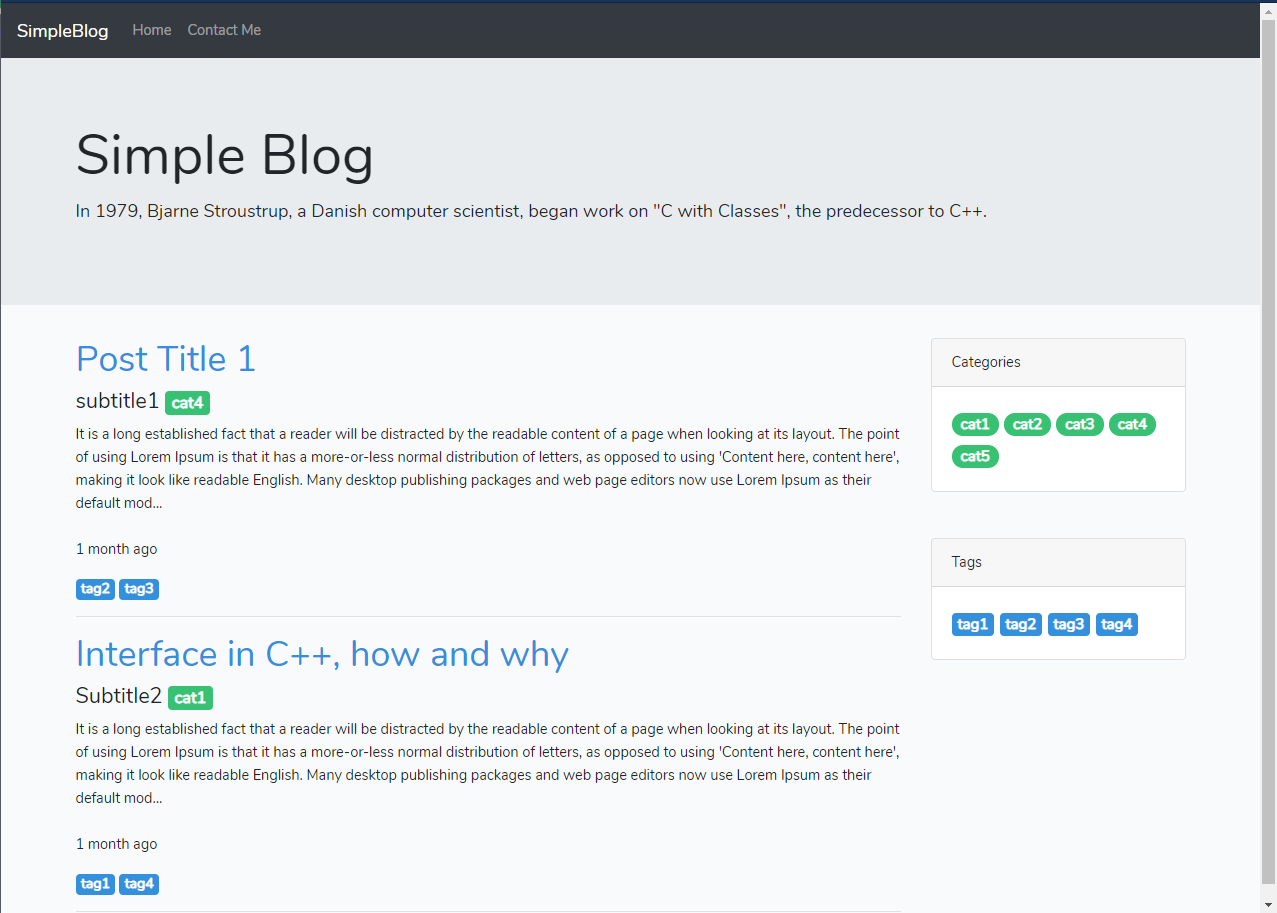 SimpleBlog Home Contact Me
Simple Blog
In 1979, Bjarne Stroustrup, a Danish computer scientist, began work on "C with Classes", the predecessor to C++.
Post Title 1
subtitle1 cat4
It is a long established fact that a reader will be distracted by the readable content of a page when looking at its layout. The point
of using Lorem Ipsum is that it has a more-or-less normal distribution of letters, as opposed to using 'Content here, content here',
making it look like readable English. Many desktop publishing packages and web page editors now use Lorem Ipsum as their
default mod...
1 month ago
tag2 tag3
Interface in C++, how and why
Subtitle2 cat1
It is a long established fact that a reader will be distracted by the readable content of a page when looking at its layout. The point
of using Lorem Ipsum is that it has a more-or-less normal distribution of letters, as opposed to using 'Content here, content here',
making it look like readable English. Many desktop publishing packages and web page editors now use Lorem Ipsum as their
default mod...
1 month ago
tag1 tag4
Categories
cat1 cat2 cat3 cat4
cat5
Tags
tag1 tag2 tag3 tag4